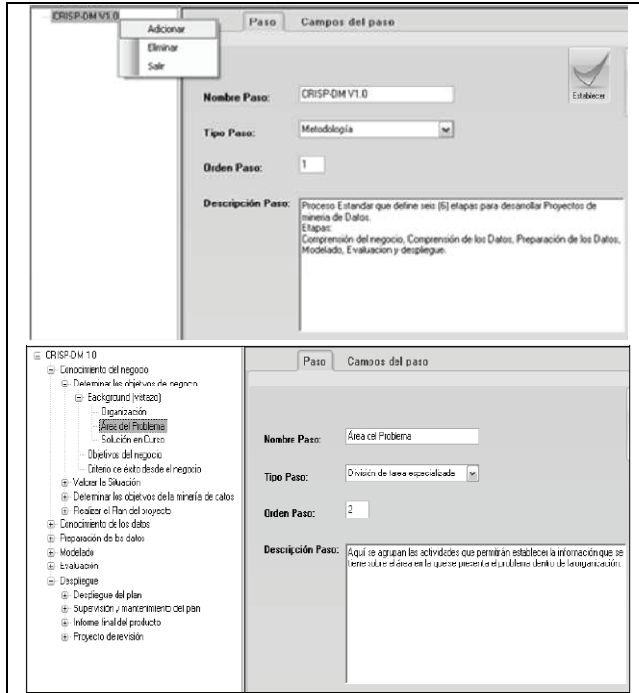 CRISP-DM V1.0
Adicionar
Eliminar
Salir
Paso
Campos del paso
Nombre Paso:
CRISP-DM V1.0
Establecer
Tipo Paso:
Metodología
Orden Paso:
1
Descripción Paso:
Proceso Estandar que define seis (6) etapas para desarrollar Proyectos de
mineria de Datos.
Etapas:
Comprensión del negocio, Comprensión de los Datos, Preparación de los Datos,
Modelado, Evaluacion y despliegue.
CRISP-DM 1.0
Conocimiento del negocio
Determinar los objetivos de negocio
Background (vistazo)
Organización
Área del Problema
Solución en Curso
Objetivos del negocio
Criterio de éxito desde el negocio
Valorar la Situación
Determinar los objetivos de la minería de datos
Realizar el Plan del proyecto
Conocimiento de los datos
Preparación de los datos
Modelado
Evaluación
Despliegue
Despliegue del plan
Supervisión y mantenimiento del plan
Informe final del producto
Proyecto de revisión
Paso
Campos del paso
Nombre Paso:
Área del Problema
Tipo Paso:
División de tarea especializada
Orden Paso:
2
Descripción Paso:
Aquí se agrupan las actividades que permitirán establecer la información que se
tiene sobre el área en la que se presenta el problema dentro de la organización.